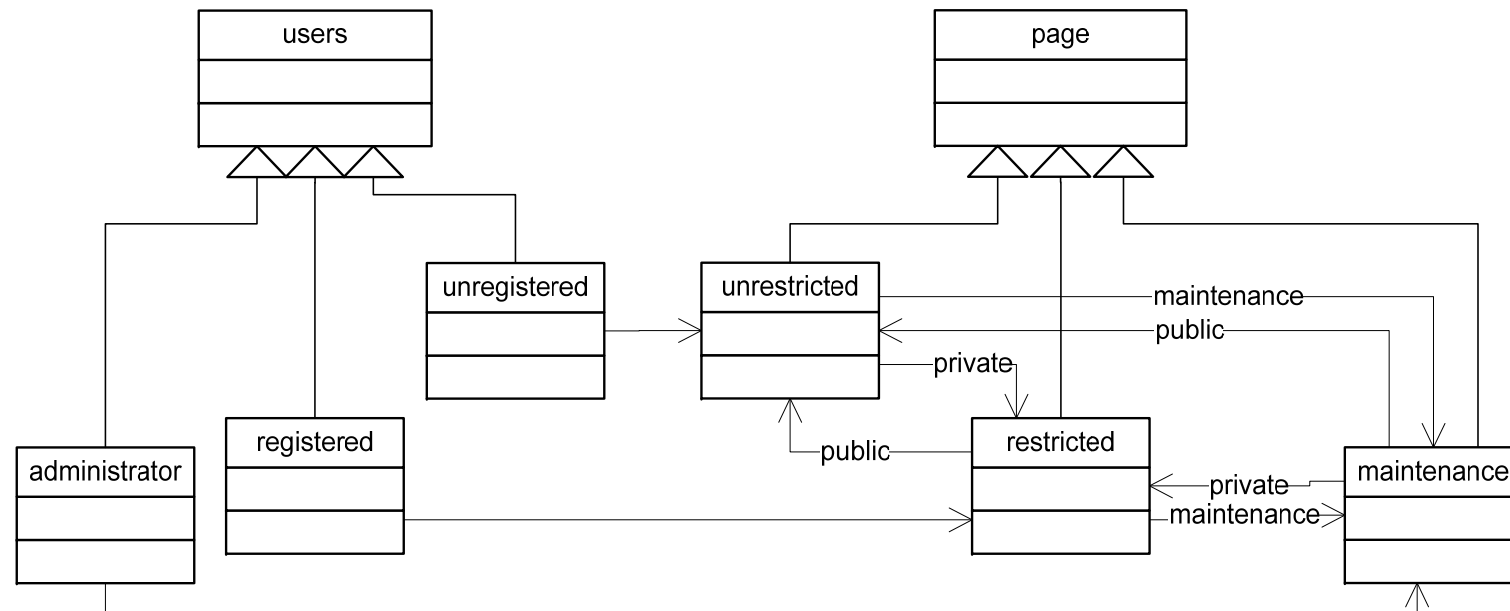 users
page
unregistered
unrestricted
maintenance
public
private
registered
restricted
public
administrator
maintenance
private
maintenance